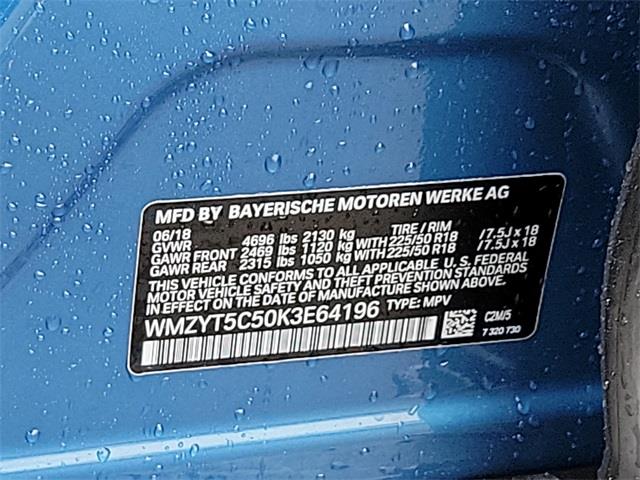 MFD BY BAYERISCHE MOTOREN WERKE AG
06/18 TIRE / RIM
GVWR 4696 lbs 2130 kg
GAWR FRONT 2469 lbs 1120 kg WITH 225/50 R18 / 7.5J x 18
GAWR REAR 2315 lbs 1050 kg WITH 225/50 R18 / 7.5J x 18
THIS VEHICLE CONFORMS TO ALL APPLICABLE U. S. FEDERAL
MOTOR VEHICLE SAFETY AND THEFT PREVENTION STANDARDS
IN EFFECT ON THE DATE OF MANUFACTURE SHOWN ABOVE.
WMZYT5C50K3E64196 TYPE: MPV
C2M/5
7 320 730